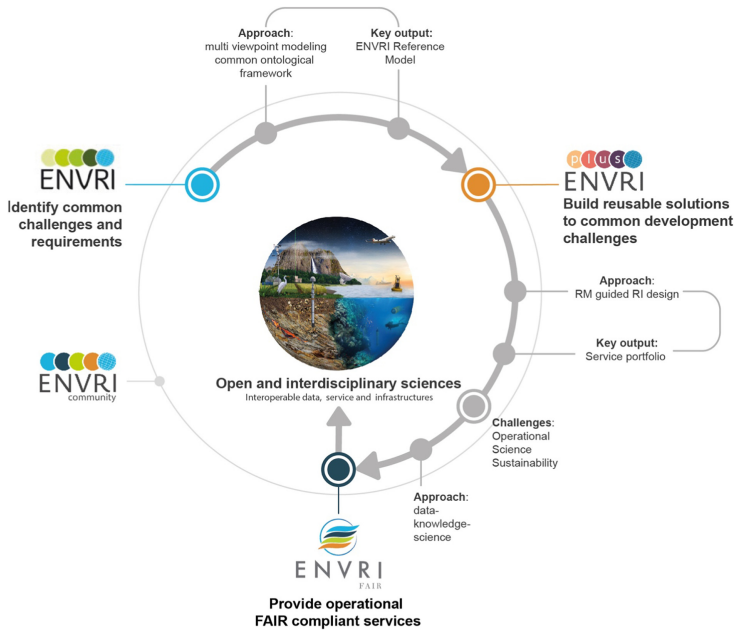 Approach:
multi viewpoint modeling
common ontological
framework
Key output:
ENVRI Reference
Model
ENVRI
Identify common
challenges and
requirements
plus
ENVRI
Build reusable solutions
to common development
challenges
Approach:
RM guided RI design
Key output:
Service portfolio
ENVRI
community
Open and interdisciplinary sciences
Interoperable data, service and infrastructures
Challenges:
Operational
Science
Sustainability
Approach:
data-
knowledge-
science
ENVRI
FAIR
Provide operational
FAIR compliant services